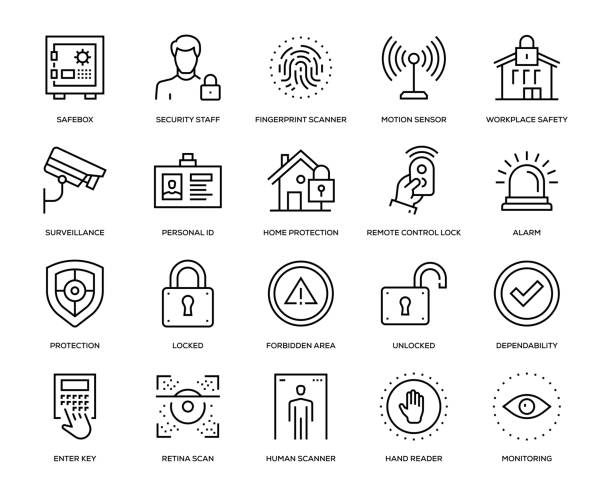 SAFEBOX
SECURITY STAFF
FINGERPRINT SCANNER
MOTION SENSOR
WORKPLACE SAFETY
SURVEILLANCE
PERSONAL ID
HOME PROTECTION
REMOTE CONTROL LOCK
ALARM
PROTECTION
LOCKED
FORBIDDEN AREA
UNLOCKED
DEPENDABILITY
ENTER KEY
RETINA SCAN
HUMAN SCANNER
HAND READER
MONITORING